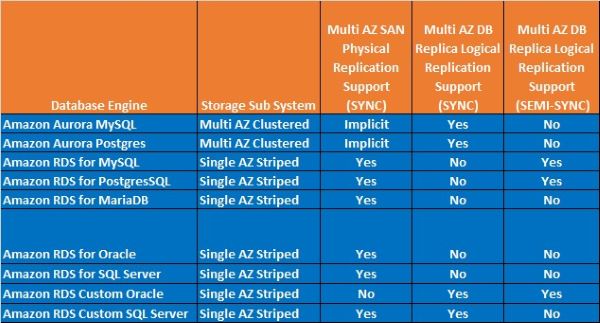 Database Engine Storage Sub System Multi AZ SAN Physical Replication Support (SYNC) Multi AZ DB Replica Logical Replication Support (SYNC) Multi AZ DB Replica Logical Replication Support (SEMI-SYNC)
Amazon Aurora MySQL Multi AZ Clustered Implicit Yes No
Amazon Aurora Postgres Multi AZ Clustered Implicit Yes No
Amazon RDS for MySQL Single AZ Striped Yes No Yes
Amazon RDS for PostgresSQL Single AZ Striped Yes No Yes
Amazon RDS for MariaDB Single AZ Striped Yes No No
Amazon RDS for Oracle Single AZ Striped Yes No No
Amazon RDS for SQL Server Single AZ Striped Yes No No
Amazon RDS Custom Oracle Single AZ Striped No Yes Yes
Amazon RDS Custom SQL Server Single AZ Striped Yes Yes No